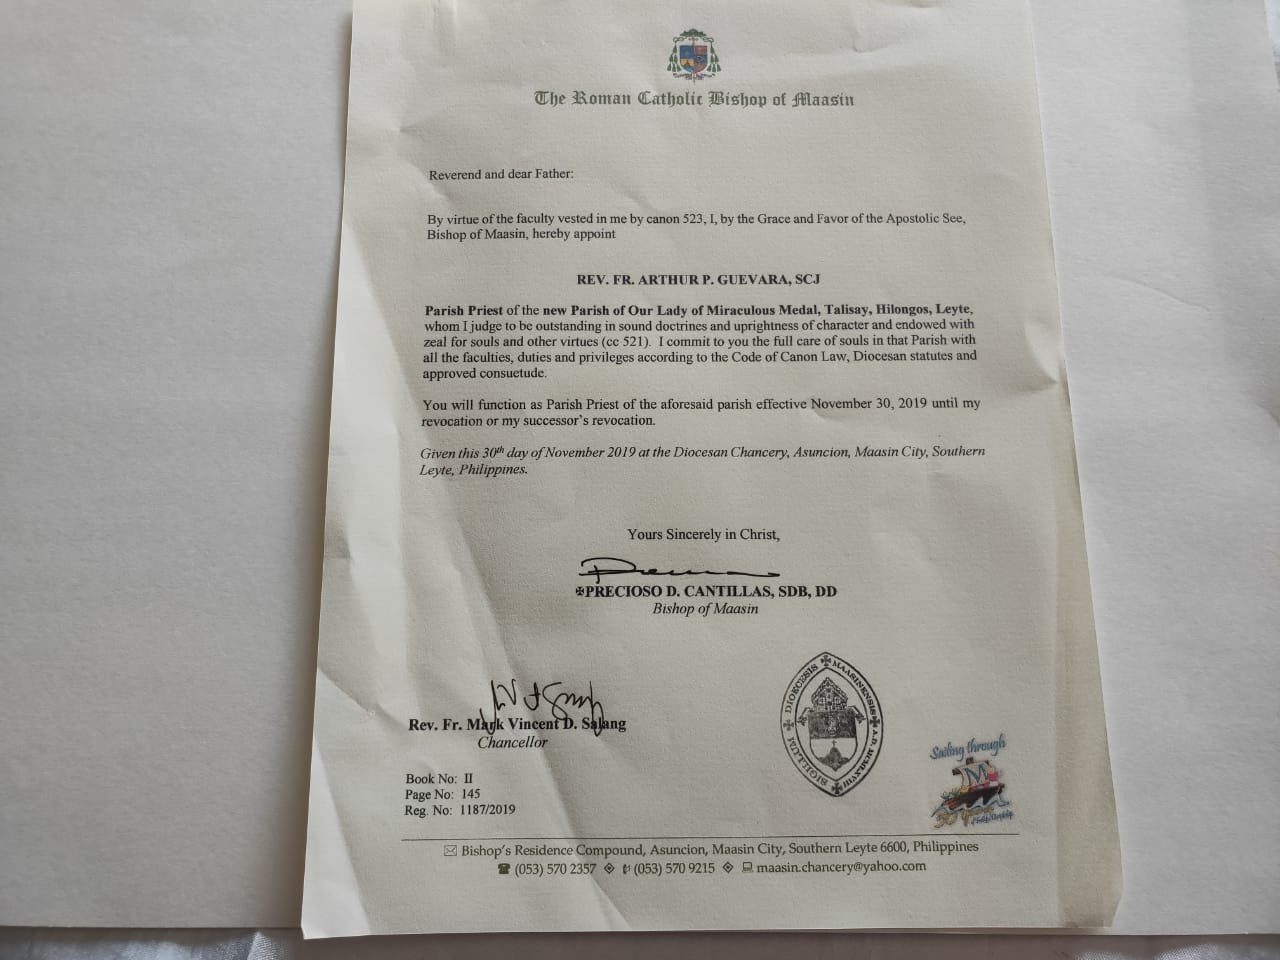 The Roman Catholic Bishop of Maasin
Reverend and dear Father:
By virtue of the faculty vested in me by canon 523, I, by the Grace and Favor of the Apostolic See,
Bishop of Maasin, hereby appoint
REV. FR. ARTHUR P. GUEVARA, SCJ
Parish Priest of the new Parish of Our Lady of Miraculous Medal, Talisay, Hilongos, Leyte,
whom I judge to be outstanding in sound doctrines and uprightness of character and endowed with
zeal for souls and other virtues (cc 521). I commit to you the full care of souls in that Parish with
all the faculties, duties and privileges according to the Code of Canon Law, Diocesan statutes and
approved consuetude.
You will function as Parish Priest of the aforesaid parish effective November 30, 2019 until my
revocation or my successor's revocation.
Given this 30th day of November 2019 at the Diocesan Chancery, Asuncion, Maasin City, Southern
Leyte, Philippines.
Yours Sincerely in Christ,
✠PRECIOSO D. CANTILLAS, SDB, DD
Bishop of Maasin
Rev. Fr. Mark Vincent D. Salang
Chancellor
SIGILLUM ✠ DIOECESIS ✠ MAASINENSIS ✠ A.D. MCMLXVIII ✠
Book No: II
Page No: 145
Reg. No: 1187/2019
Sailing through
50 Years
Bishop's Residence Compound, Asuncion, Maasin City, Southern Leyte 6600, Philippines
(053) 570 2357 (053) 570 9215 maasin.chancery@yahoo.com